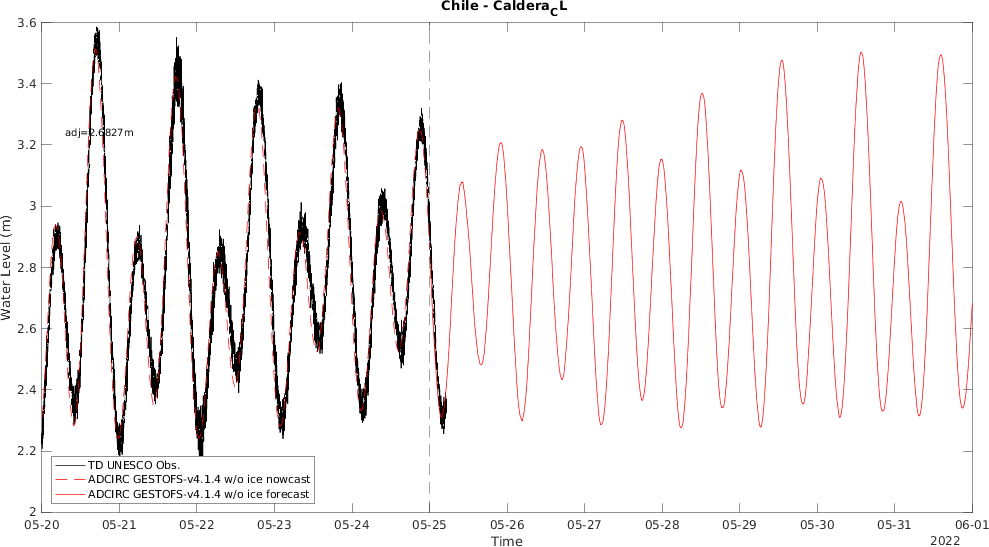 Chile - Caldera_CL
3.6
3.4
3.2
3
2.8
2.6
2.4
2.2
2
Water Level (m)
adj=2.6827m
TD UNESCO Obs.
ADCIRC GESTOFS-v4.1.4 w/o ice nowcast
ADCIRC GESTOFS-v4.1.4 w/o ice forecast
05-20 05-21 05-22 05-23 05-24 05-25 05-26 05-27 05-28 05-29 05-30 05-31 06-01
Time
2022